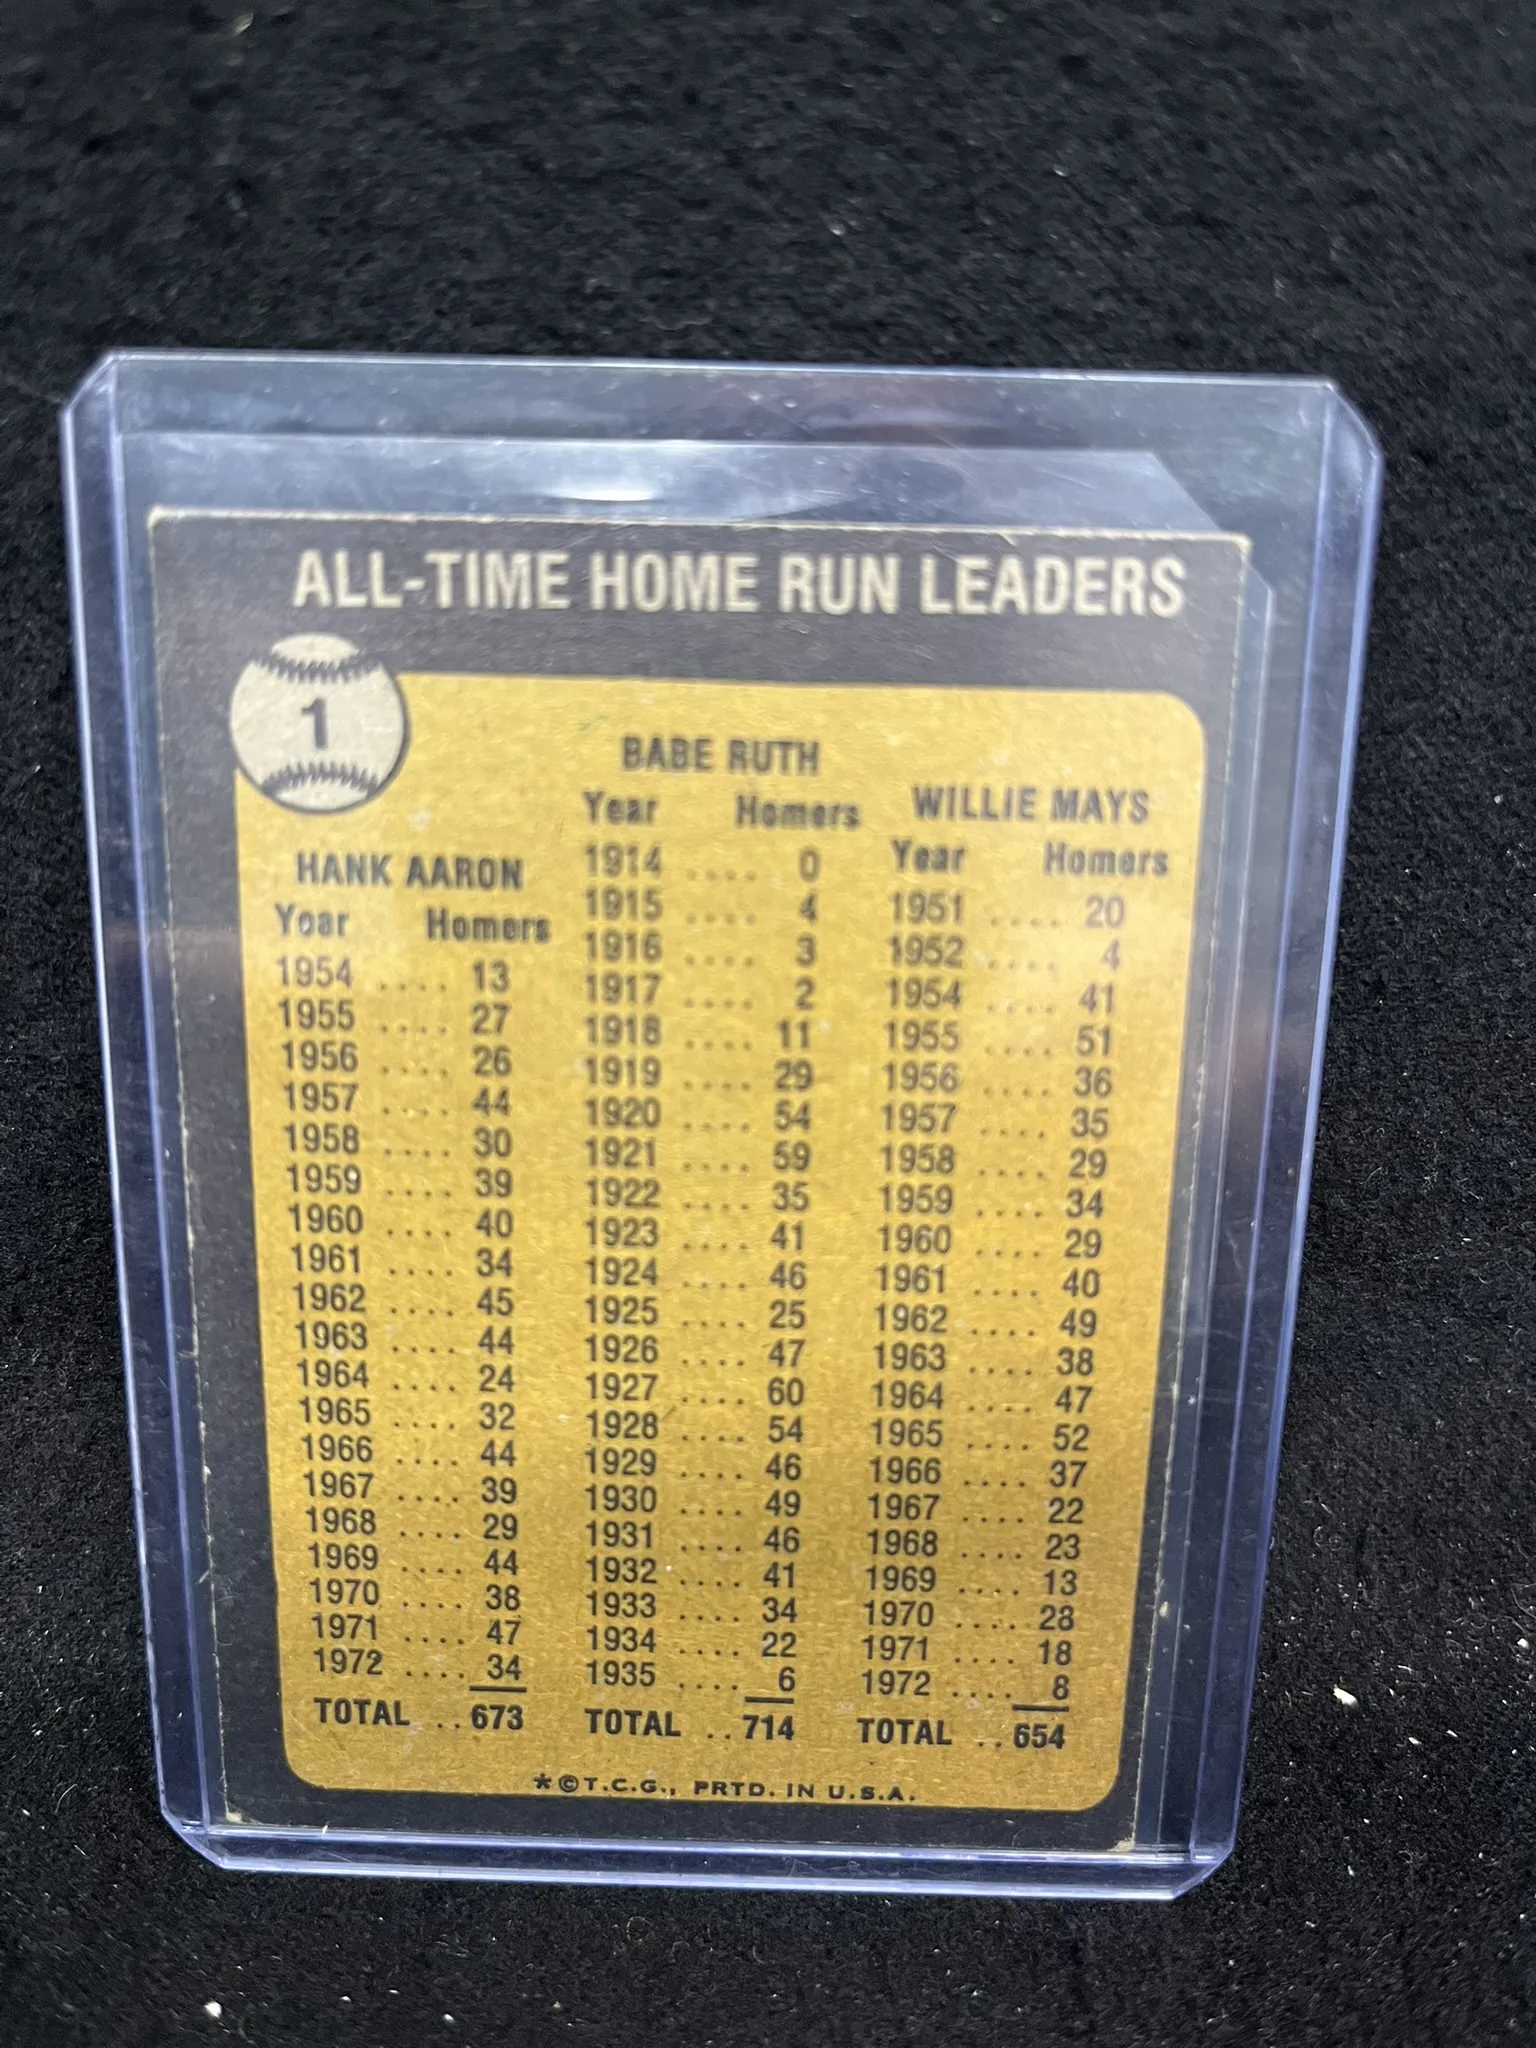 ALL-TIME HOME RUN LEADERS
1
HANK AARON
Year Homers
1954 .... 13
1955 .... 27
1956 .... 26
1957 .... 44
1958 .... 30
1959 .... 39
1960 .... 40
1961 .... 34
1962 .... 45
1963 .... 44
1964 .... 24
1965 .... 32
1966 .... 44
1967 .... 39
1968 .... 29
1969 .... 44
1970 .... 38
1971 .... 47
1972 .... 34
TOTAL .. 673
BABE RUTH
Year Homers
1914 .... 0
1915 .... 4
1916 .... 3
1917 .... 2
1918 .... 11
1919 .... 29
1920 .... 54
1921 .... 59
1922 .... 35
1923 .... 41
1924 .... 46
1925 .... 25
1926 .... 47
1927 .... 60
1928 .... 54
1929 .... 46
1930 .... 49
1931 .... 46
1932 .... 41
1933 .... 34
1934 .... 22
1935 .... 6
TOTAL .. 714
WILLIE MAYS
Year Homers
1951 .... 20
1952 .... 4
1954 .... 41
1955 .... 51
1956 .... 36
1957 .... 35
1958 .... 29
1959 .... 34
1960 .... 29
1961 .... 40
1962 .... 49
1963 .... 38
1964 .... 47
1965 .... 52
1966 .... 37
1967 .... 22
1968 .... 23
1969 .... 13
1970 .... 28
1971 .... 18
1972 .... 8
TOTAL .. 654
*©T.C.G., PRTD. IN U.S.A.